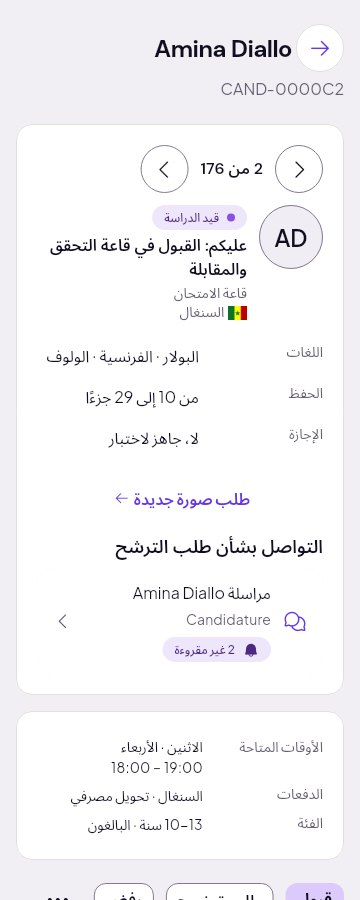 Amina Diallo
CAND-0000C2
2 من 176
قيد الدراسة
AD
عليكم: القبول في قاعة التحقق
والمقابلة
قاعة الامتحان
السنغال
اللغات
البولار · الفرنسية · الولوف
الحفظ
من 10 إلى 29 جزءًا
الإجازة
لا، جاهز لاختبار
طلب صورة جديدة
التواصل بشأن طلب الترشح
مراسلة Amina Diallo
Candidature
2 غير مقروءة
الأوقات المتاحة
الاثنين · الأربعاء
18:00 – 19:00
الدفعات
السنغال · تحويل مصرفي
الفئة
10–13 سنة · البالغون